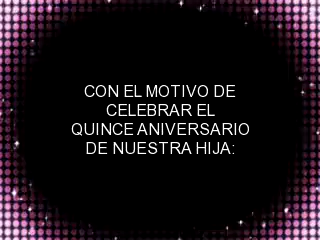 CON EL MOTIVO DE
CELEBRAR EL
QUINCE ANIVERSARIO
DE NUESTRA HIJA: